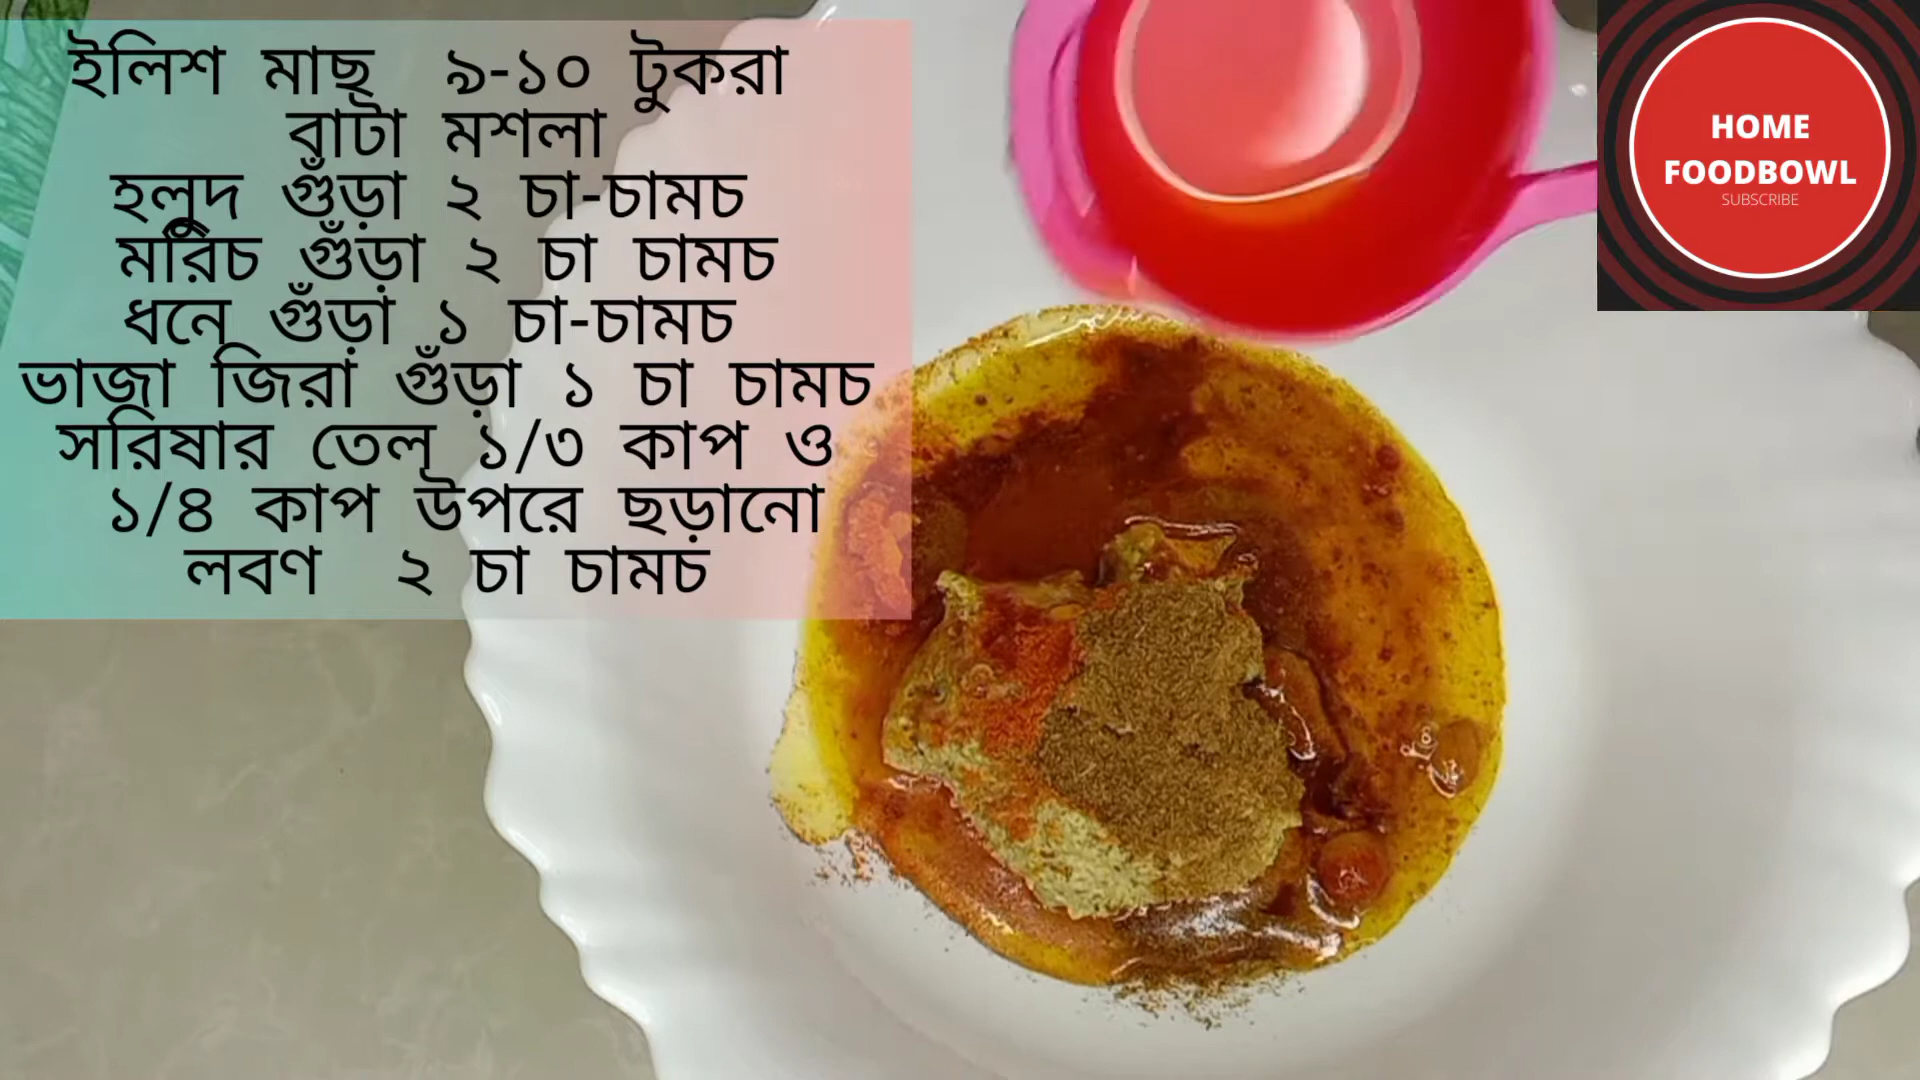 ইলিশ মাছ ৯-১০ টুকরা
বাটা মশলা
হলুদ গুঁড়া ২ চা-চামচ
মরিচ গুঁড়া ২ চা চামচ
ধনে গুঁড়া ১ চা-চামচ
ভাজা জিরা গুঁড়া ১ চা চামচ
সরিষার তেল ১/৩ কাপ ও
১/৪ কাপ উপরে ছড়ানো
লবণ ২ চা চামচ
HOME
FOODBOWL
SUBSCRIBE